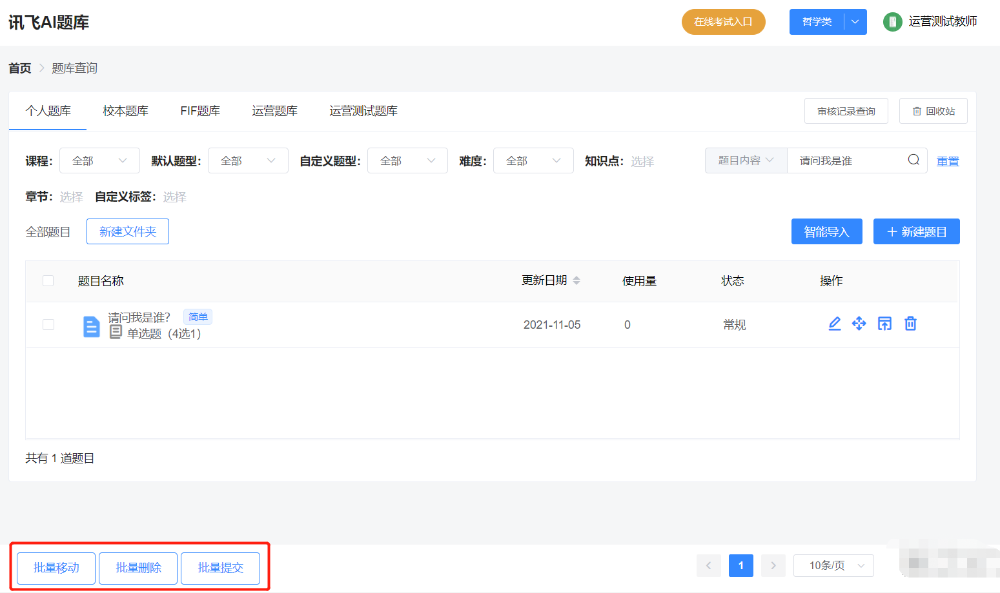 讯飞AI题库
在线考试入口
哲学类
运营测试教师
首页 > 题库查询
个人题库 校本题库 FIF题库 运营题库 运营测试题库
审核记录查询 回收站
课程： 全部 默认题型： 全部 自定义题型： 全部 难度： 全部 知识点： 选择
题目内容 请问我是谁 重置
章节： 选择 自定义标签： 选择
全部题目 新建文件夹
智能导入 + 新建题目
题目名称 更新日期 使用量 状态 操作
请问我是谁? 简单
单选题（4选1）
2021-11-05 0 常规
共有 1 道题目
批量移动 批量删除 批量提交
< 1 > 10条/页